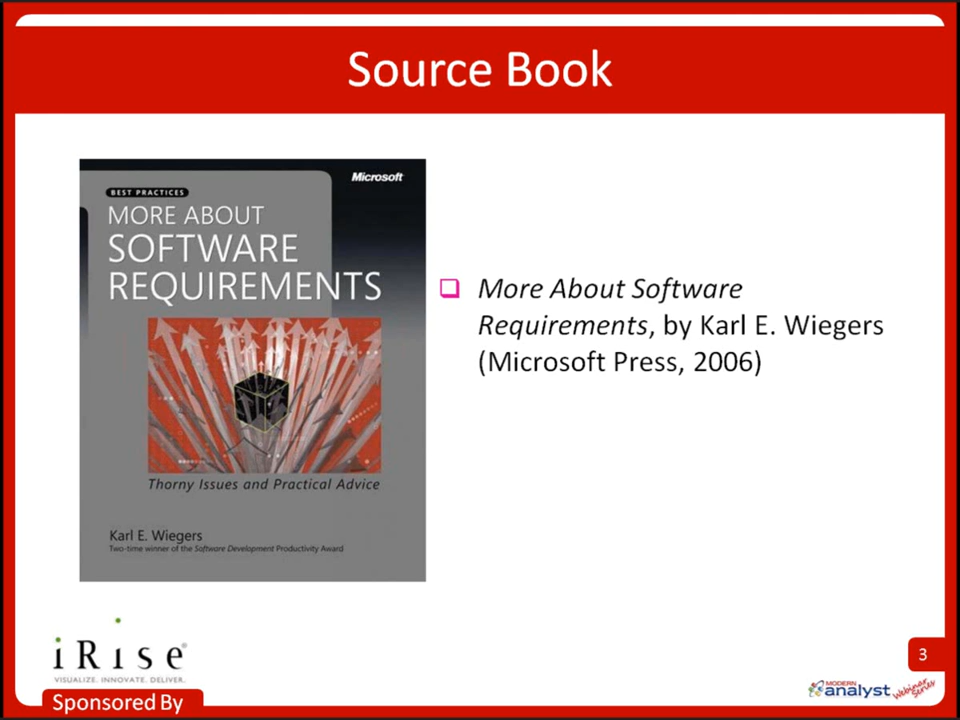 Source Book
Microsoft
BEST PRACTICES
MORE ABOUT
SOFTWARE
REQUIREMENTS
Thorny Issues and Practical Advice
Karl E. Wiegers
Two-time winner of the Software Development Productivity Award
❑ More About Software
Requirements, by Karl E. Wiegers
(Microsoft Press, 2006)
iRise®
VISUALIZE. INNOVATE. DELIVER.
Sponsored By
3
MODERN
analyst
Webinar
Series